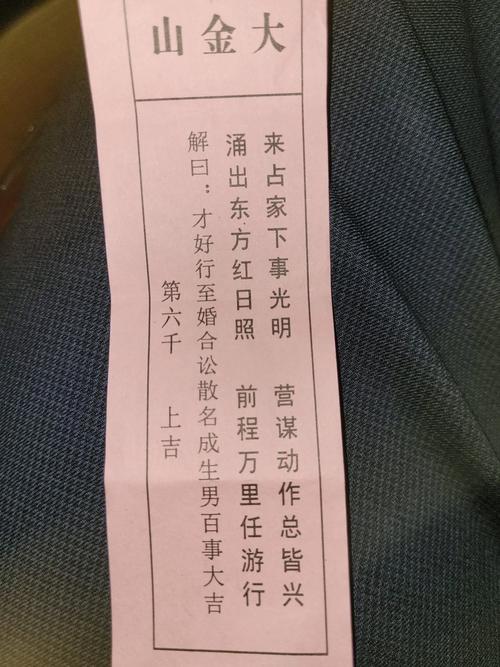 大金山
来占家下事光明 营谋动作总皆兴
涌出东方红日照 前程万里任游行
解曰：才好行至婚合讼散名成生男百事大吉
第六千 上吉